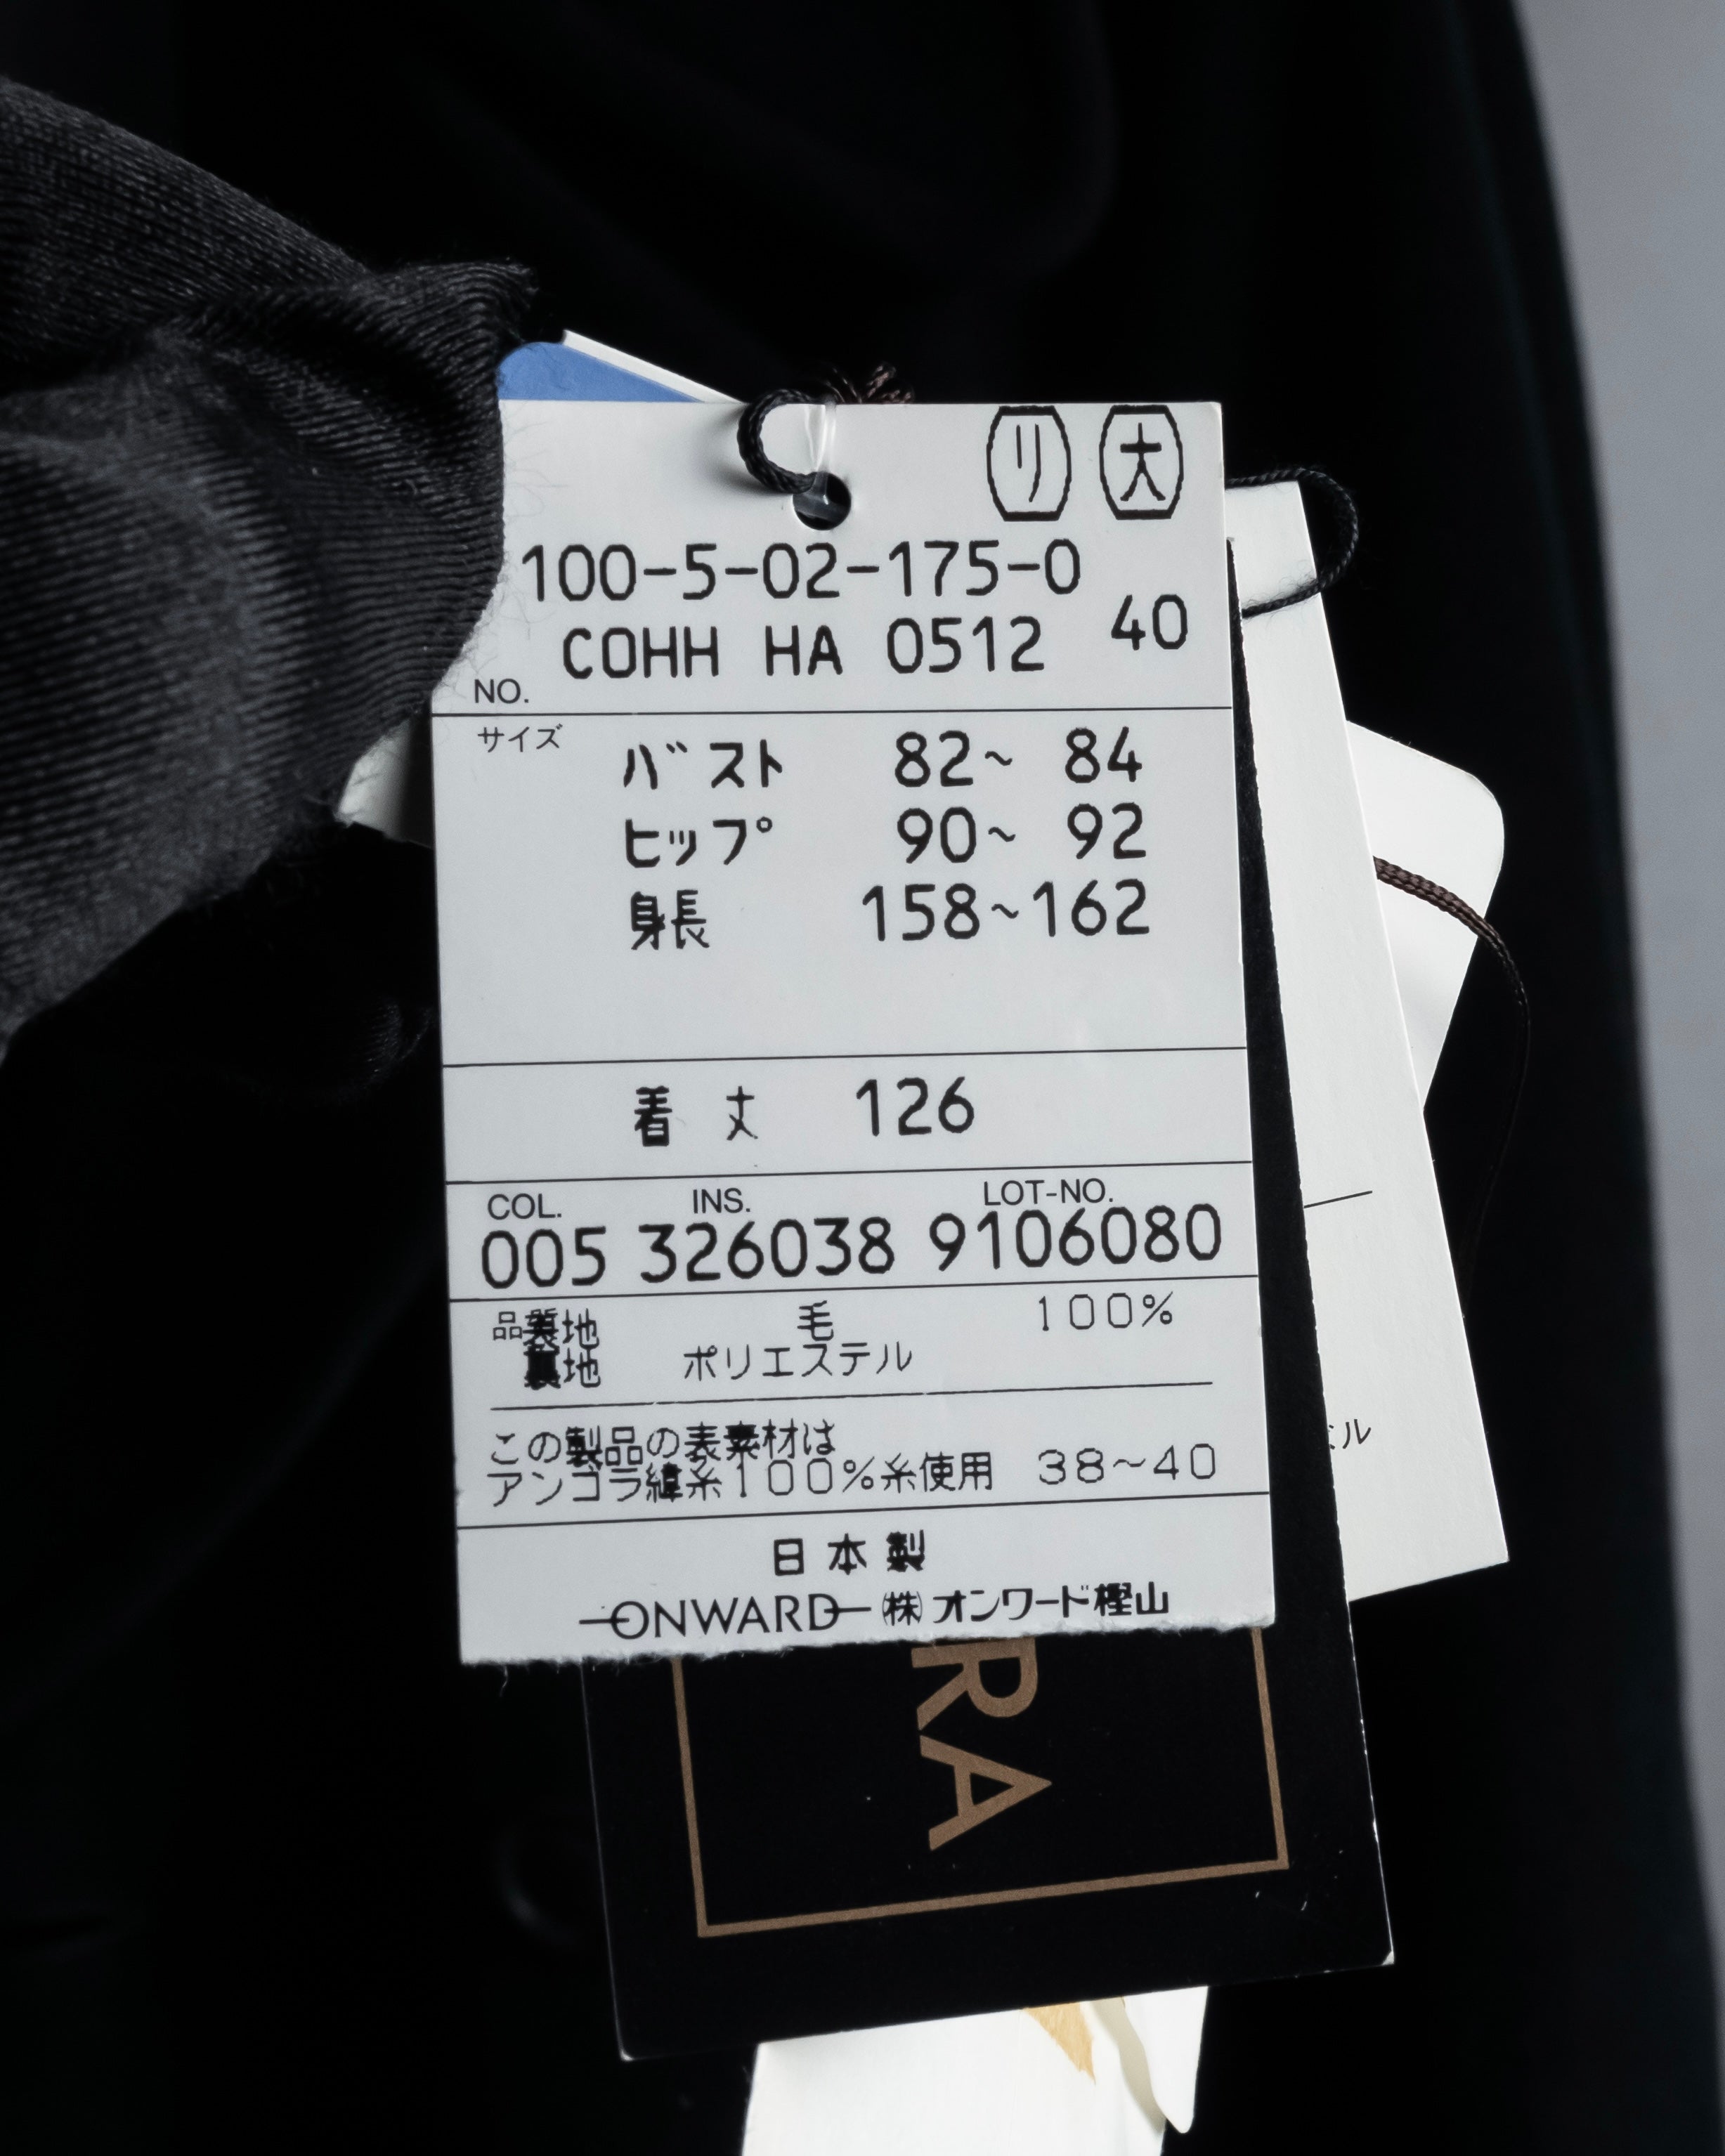 リ 大
100-5-02-175-0
COHH HA 0512 40
NO.
サイズ
バスト 82~ 84
ヒップ 90~ 92
身長 158~162
着丈 126
COL. INS. LOT-NO.
005 326038 9106080
品表地 毛 100%
裏地 ポリエステル
この製品の表素材は
アンゴラ緯糸100%糸使用 38~40
日本製
ONWARD ㈱オンワード樫山
RA
ル